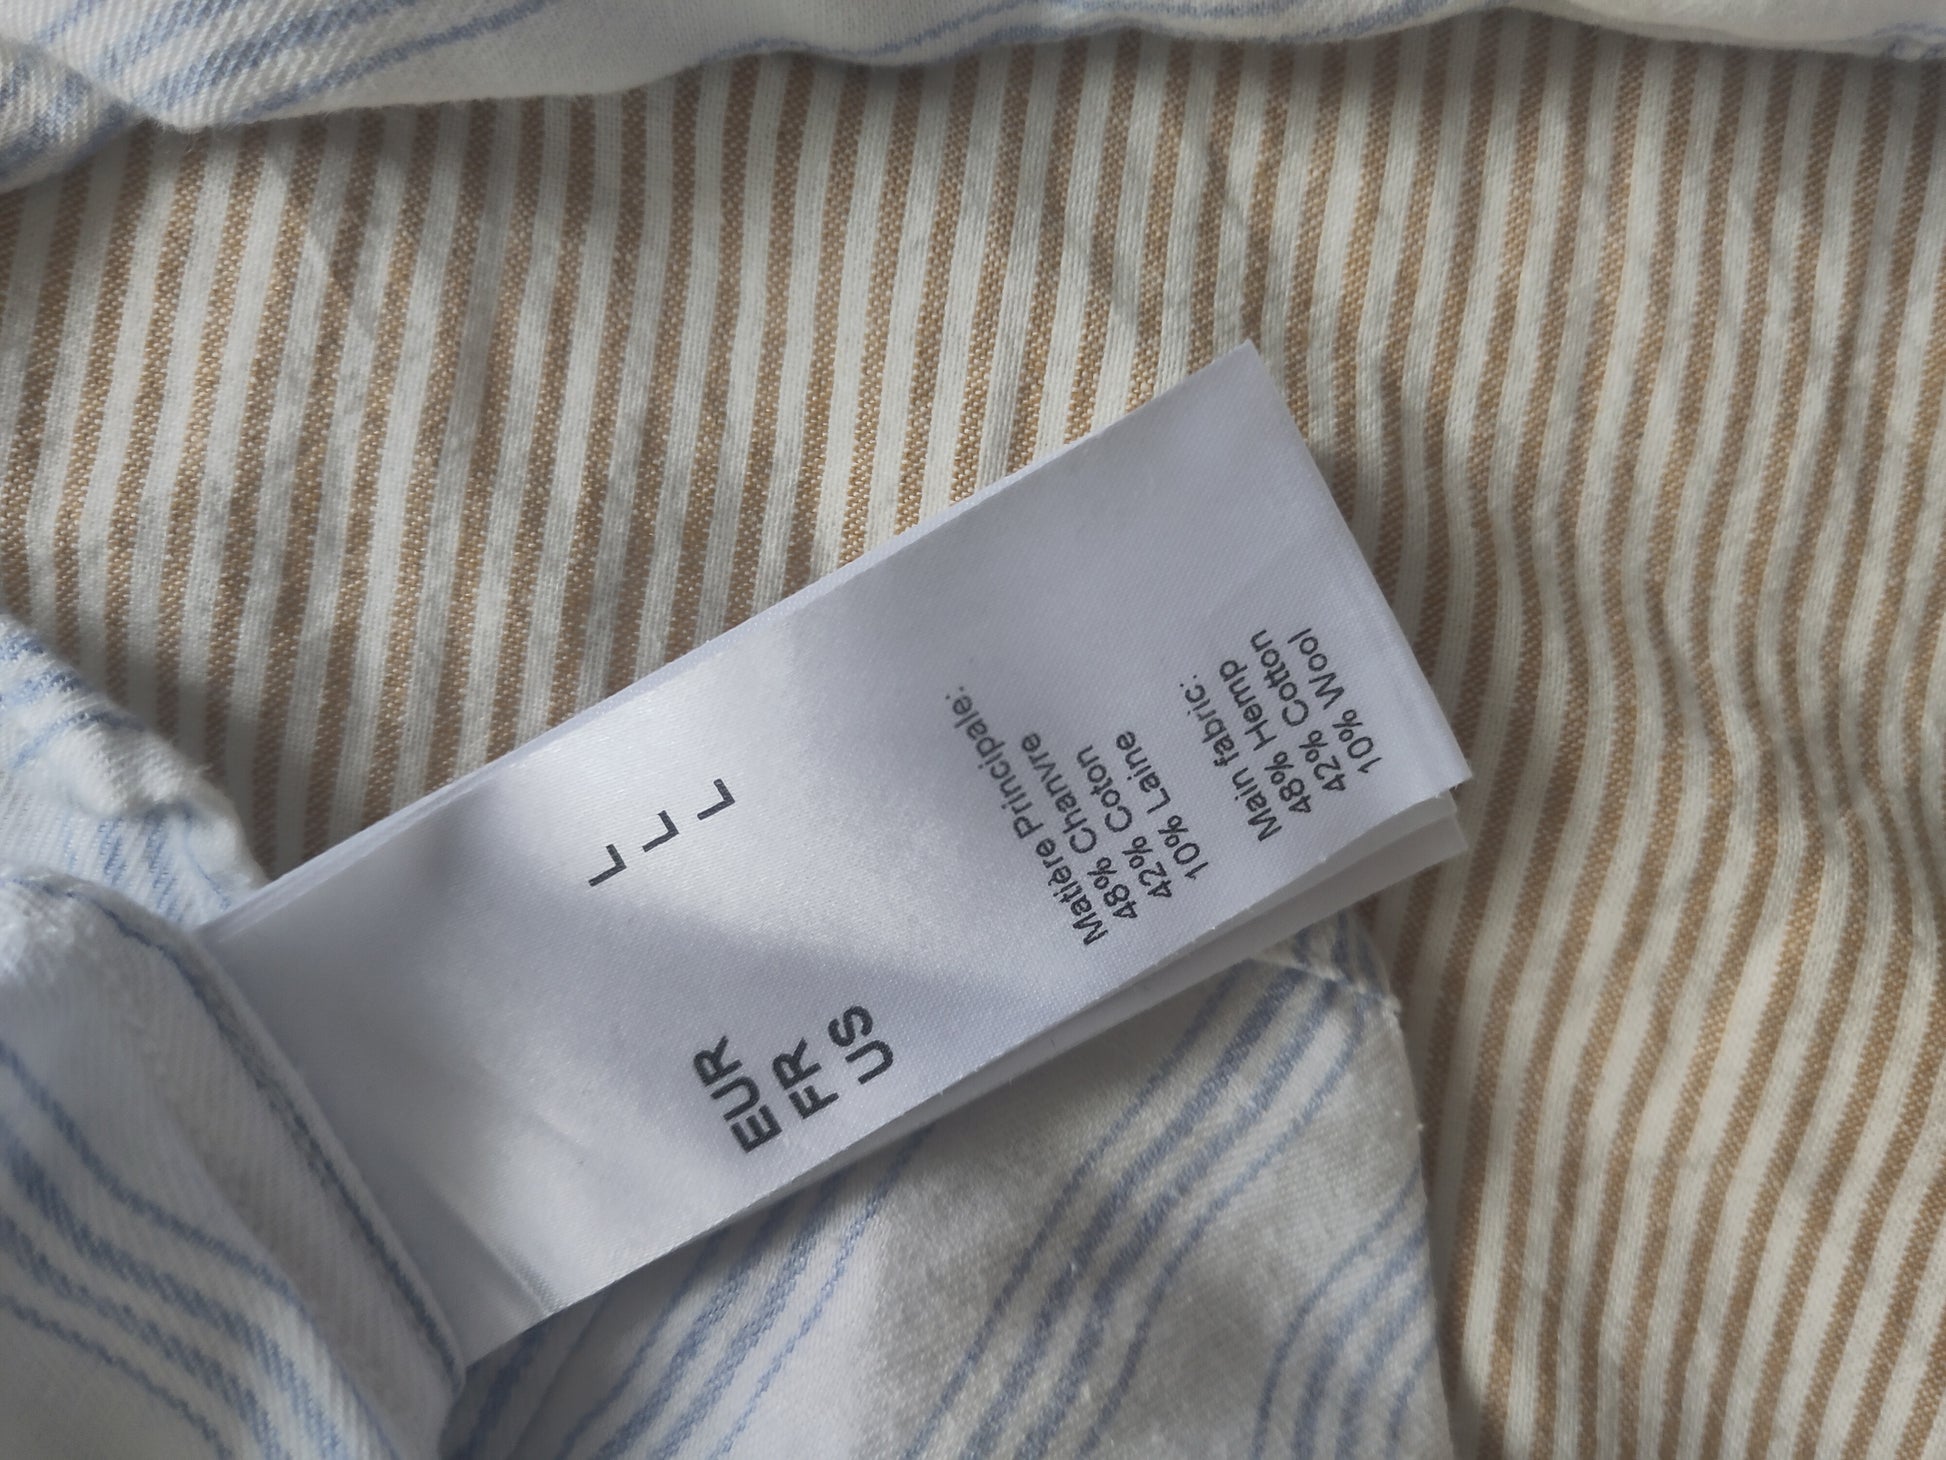 EUR L
FR L
US L
Matière Principale:
48% Chanvre
42% Coton
10% Laine
Main fabric:
48% Hemp
42% Cotton
10% Wool